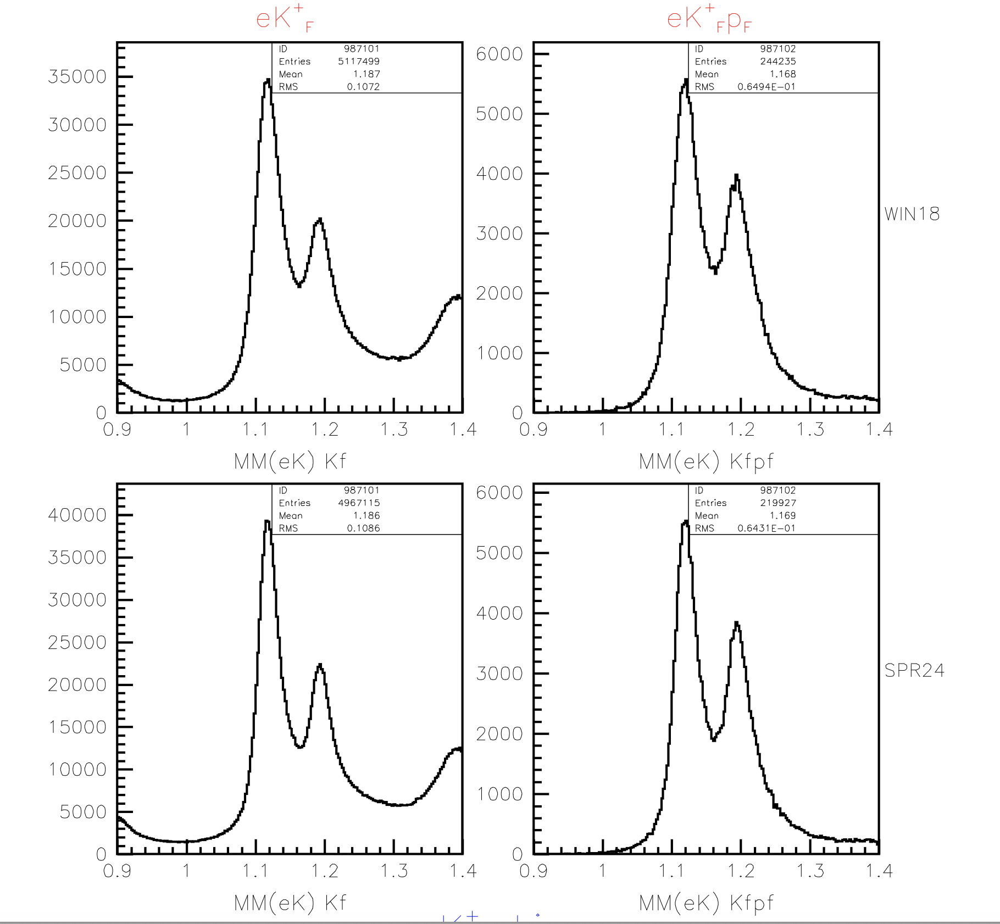 eK⁺F eK⁺FpF
ID 987101
Entries 5117499
Mean 1.187
RMS 0.1072
35000
30000
25000
20000
15000
10000
5000
0
0.9 1 1.1 1.2 1.3 1.4
MM(eK) Kf
ID 987102
Entries 244235
Mean 1.168
RMS 0.6494E-01
6000
5000
4000
3000
2000
1000
0
0.9 1 1.1 1.2 1.3 1.4
MM(eK) Kfpf
WIN18
ID 987101
Entries 4967115
Mean 1.186
RMS 0.1086
40000
35000
30000
25000
20000
15000
10000
5000
0
0.9 1 1.1 1.2 1.3 1.4
MM(eK) Kf
ID 987102
Entries 219927
Mean 1.169
RMS 0.6431E-01
6000
5000
4000
3000
2000
1000
0
0.9 1 1.1 1.2 1.3 1.4
MM(eK) Kfpf
SPR24